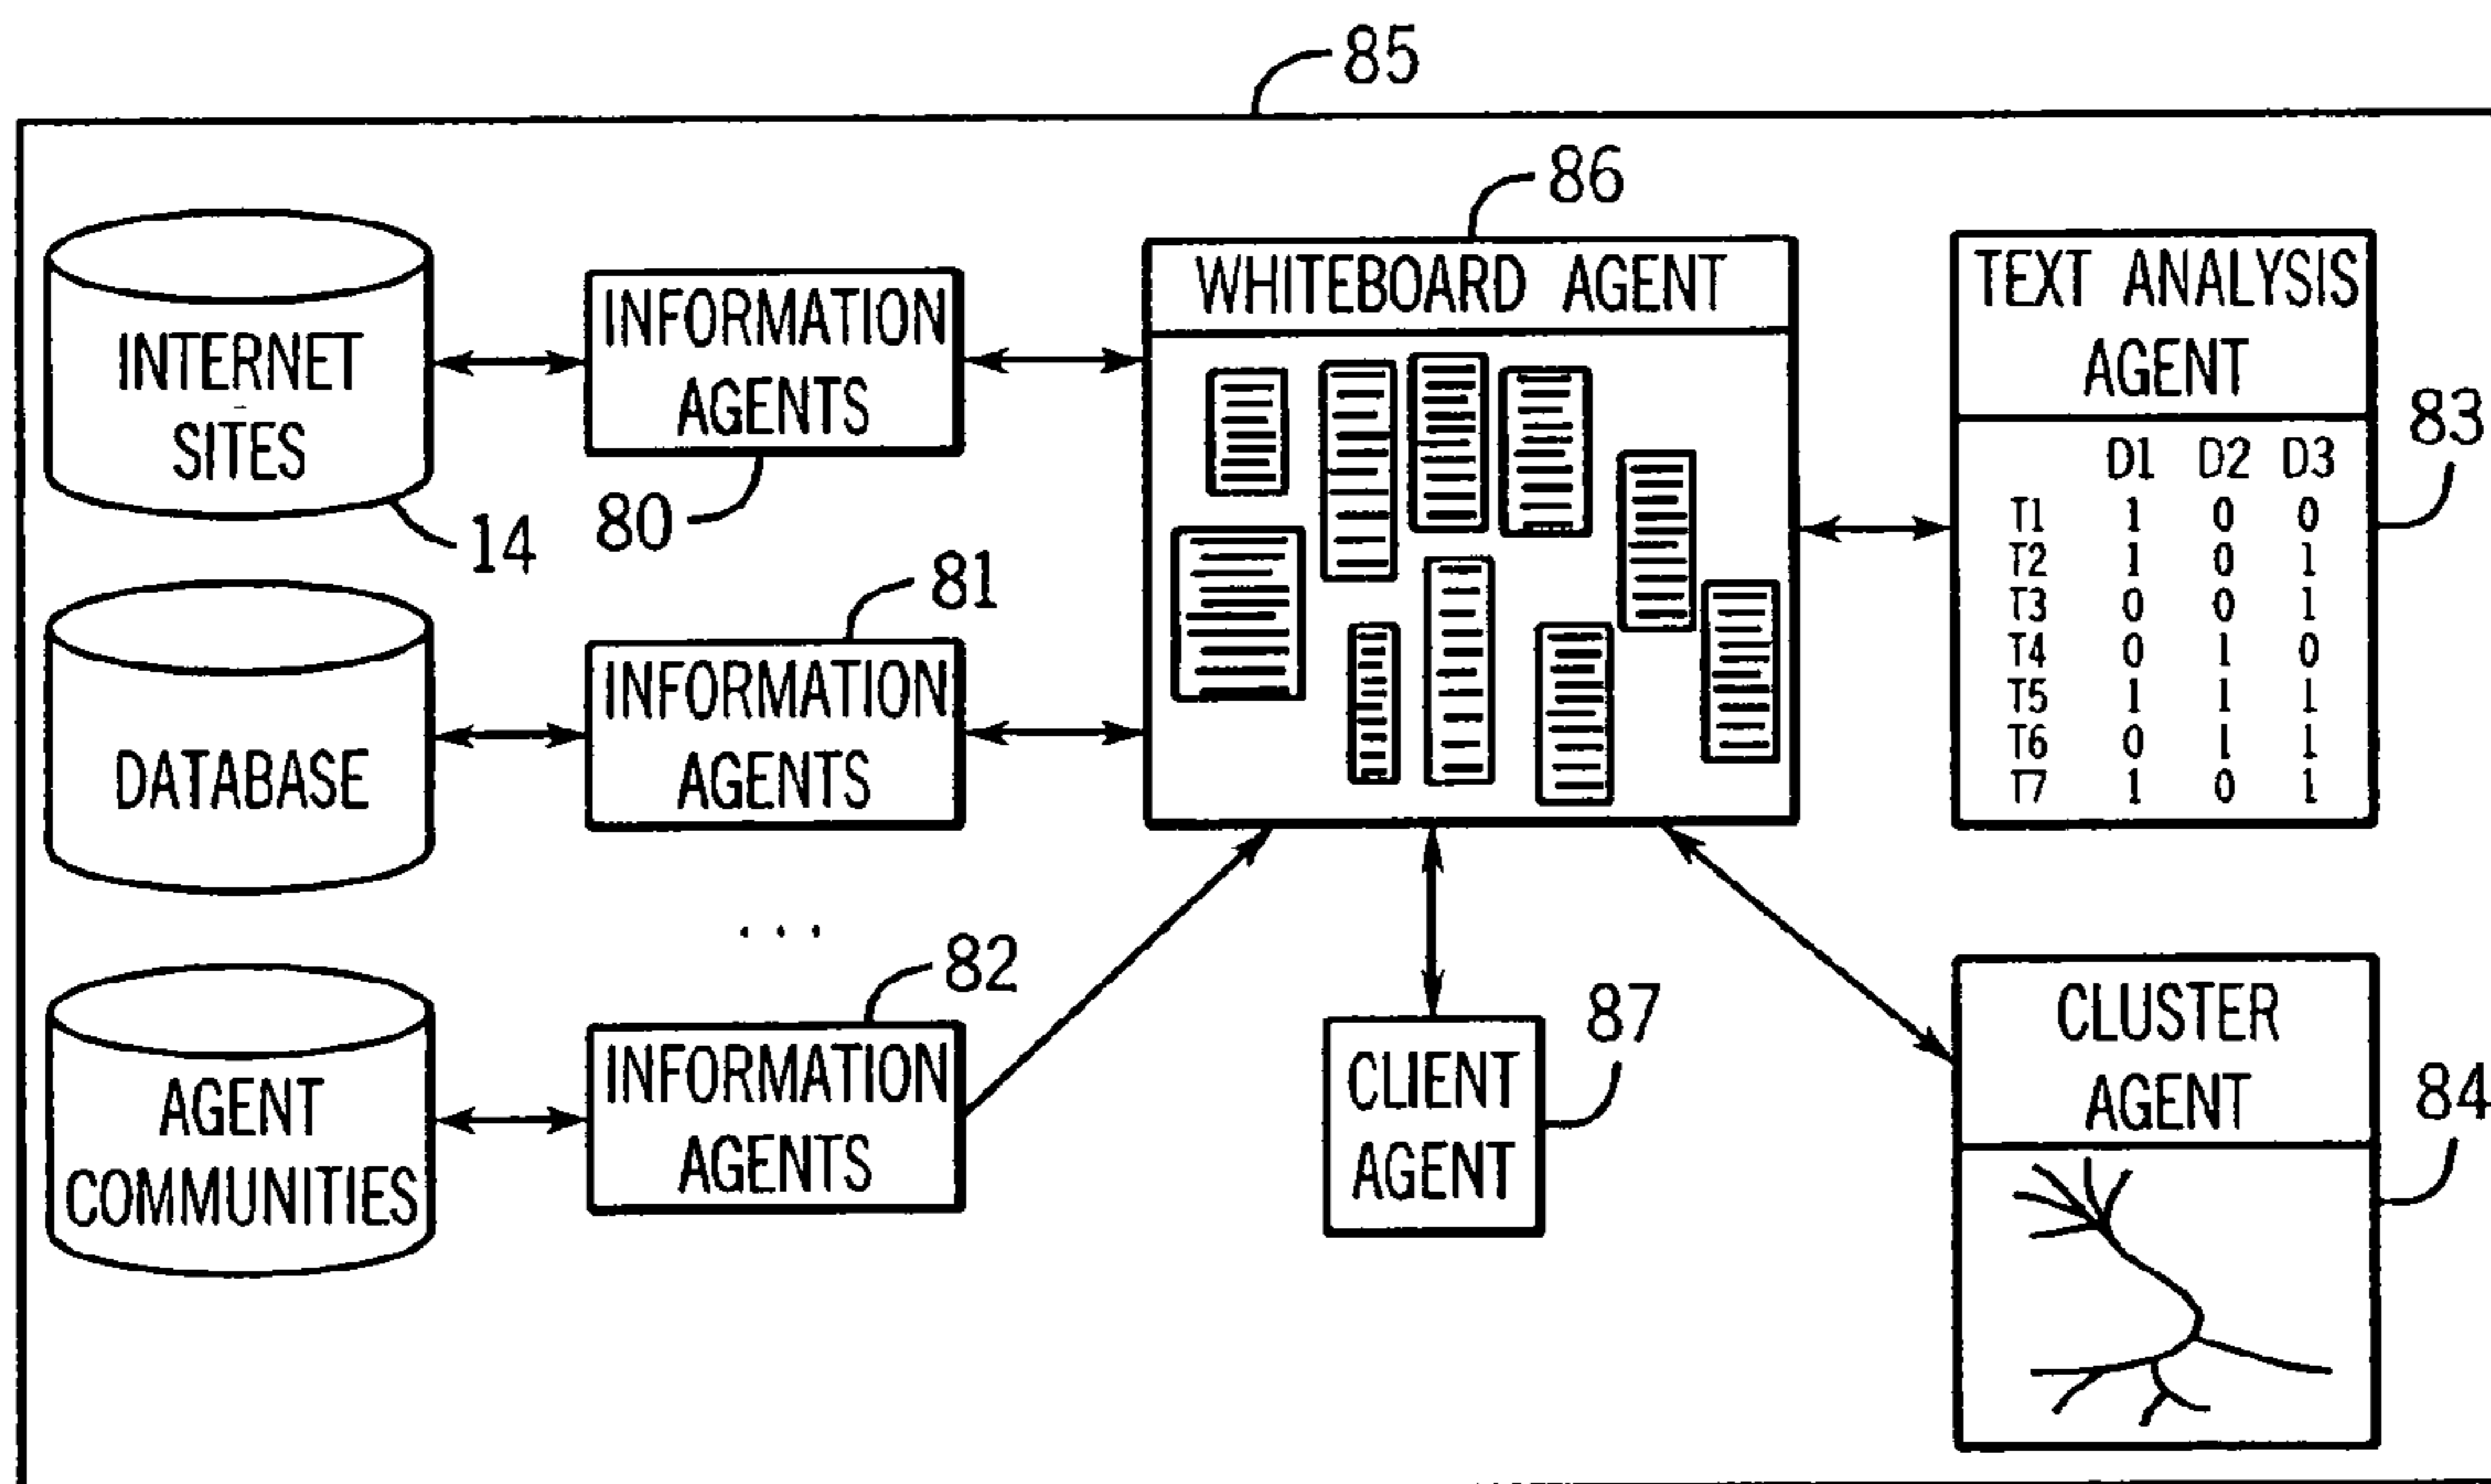 85
86
INTERNET
SITES
14
INFORMATION
AGENTS
80
WHITEBOARD AGENT
TEXT ANALYSIS
AGENT
83
D1 D2 D3
T1 1 0 0
T2 1 0 1
T3 0 0 1
T4 0 1 0
T5 1 1 1
T6 0 1 1
T7 1 0 1
DATABASE
81
INFORMATION
AGENTS
...
AGENT
COMMUNITIES
82
INFORMATION
AGENTS
CLIENT
AGENT
87
CLUSTER
AGENT
84